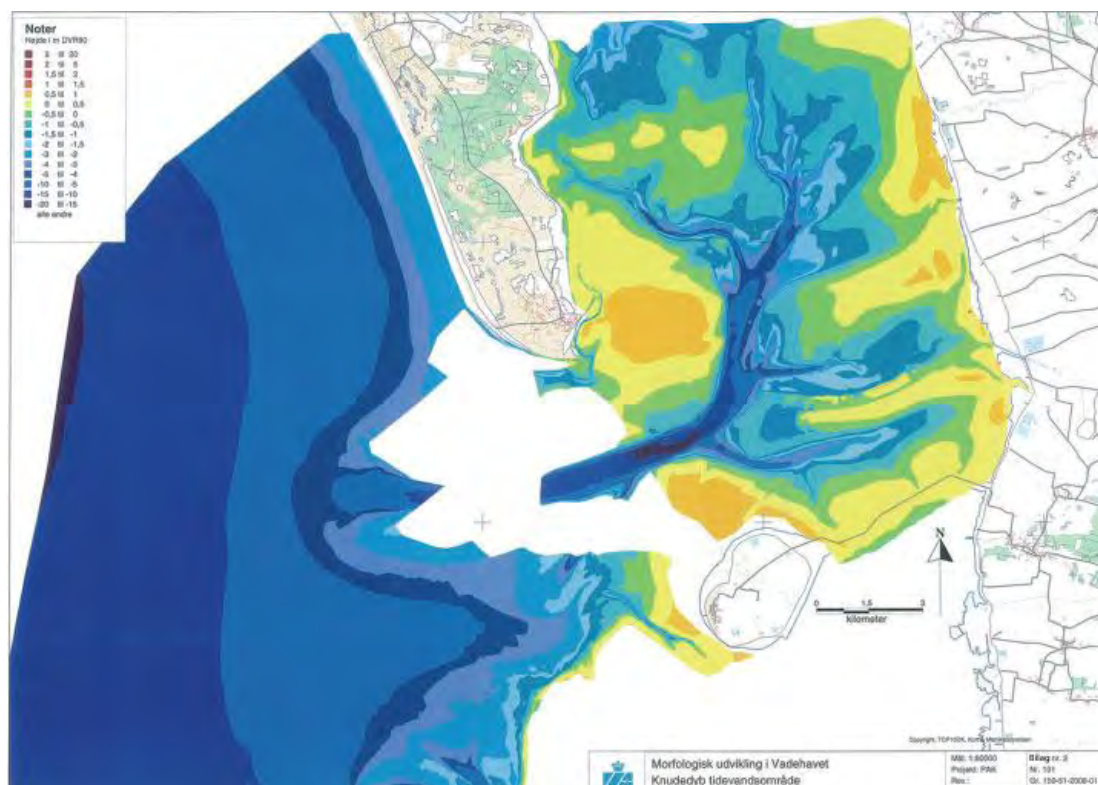 Noter
Højde i m DVR90
3 til 20
2 til 3
1,5 til 2
1 til 1,5
0,5 til 1
0 til 0,5
-0,5 til 0
-1 til -0,5
-1,5 til -1
-2 til -1,5
-3 til -2
-4 til -3
-5 til -4
-10 til -5
-15 til -10
-20 til -15
alle andre
N
0 1,5 3
kilometer
Copyright,
Morfologisk udvikling i Vadehavet
Knudedyb tidevandsområde
Mål:
Projekt: PAK
Rev.:
Bilag nr. 3
Nr. 101